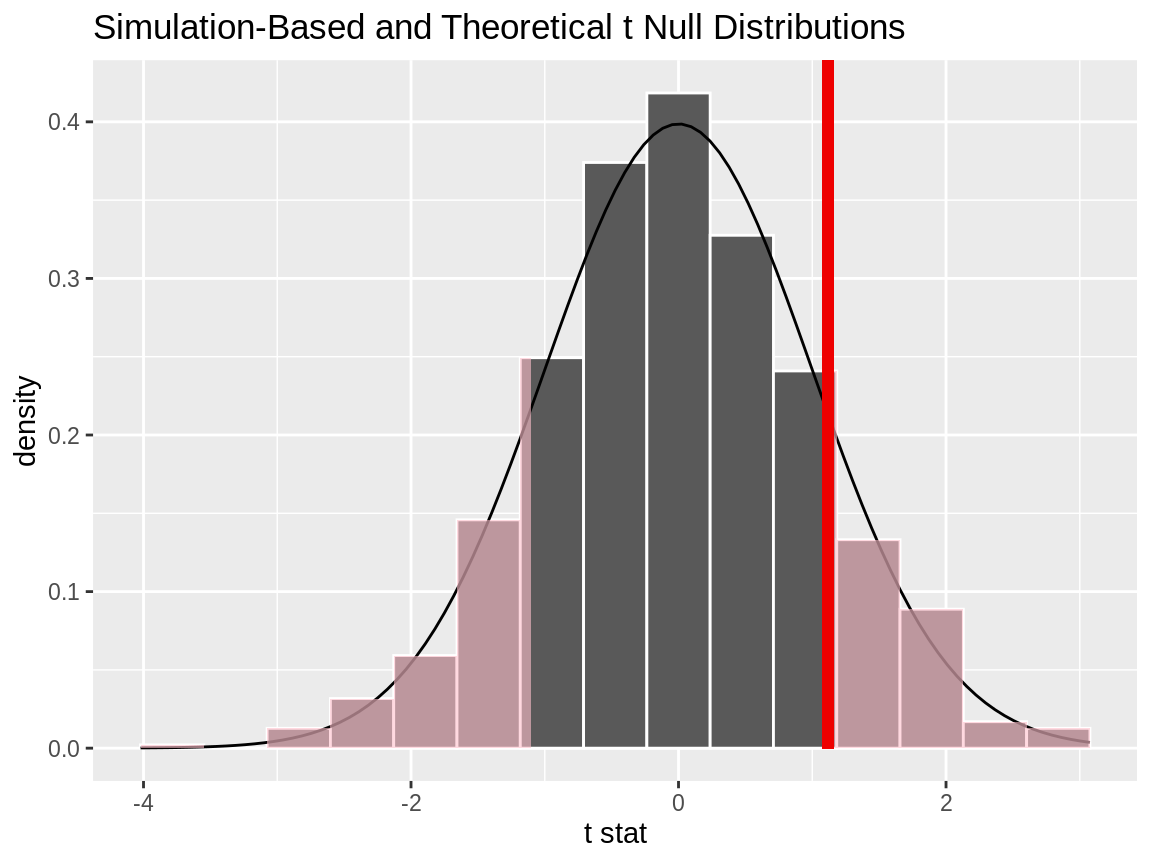 Simulation-Based and Theoretical t Null Distributions
density
0.4
0.3
0.2
0.1
0.0
-4 -2 0 2
t stat